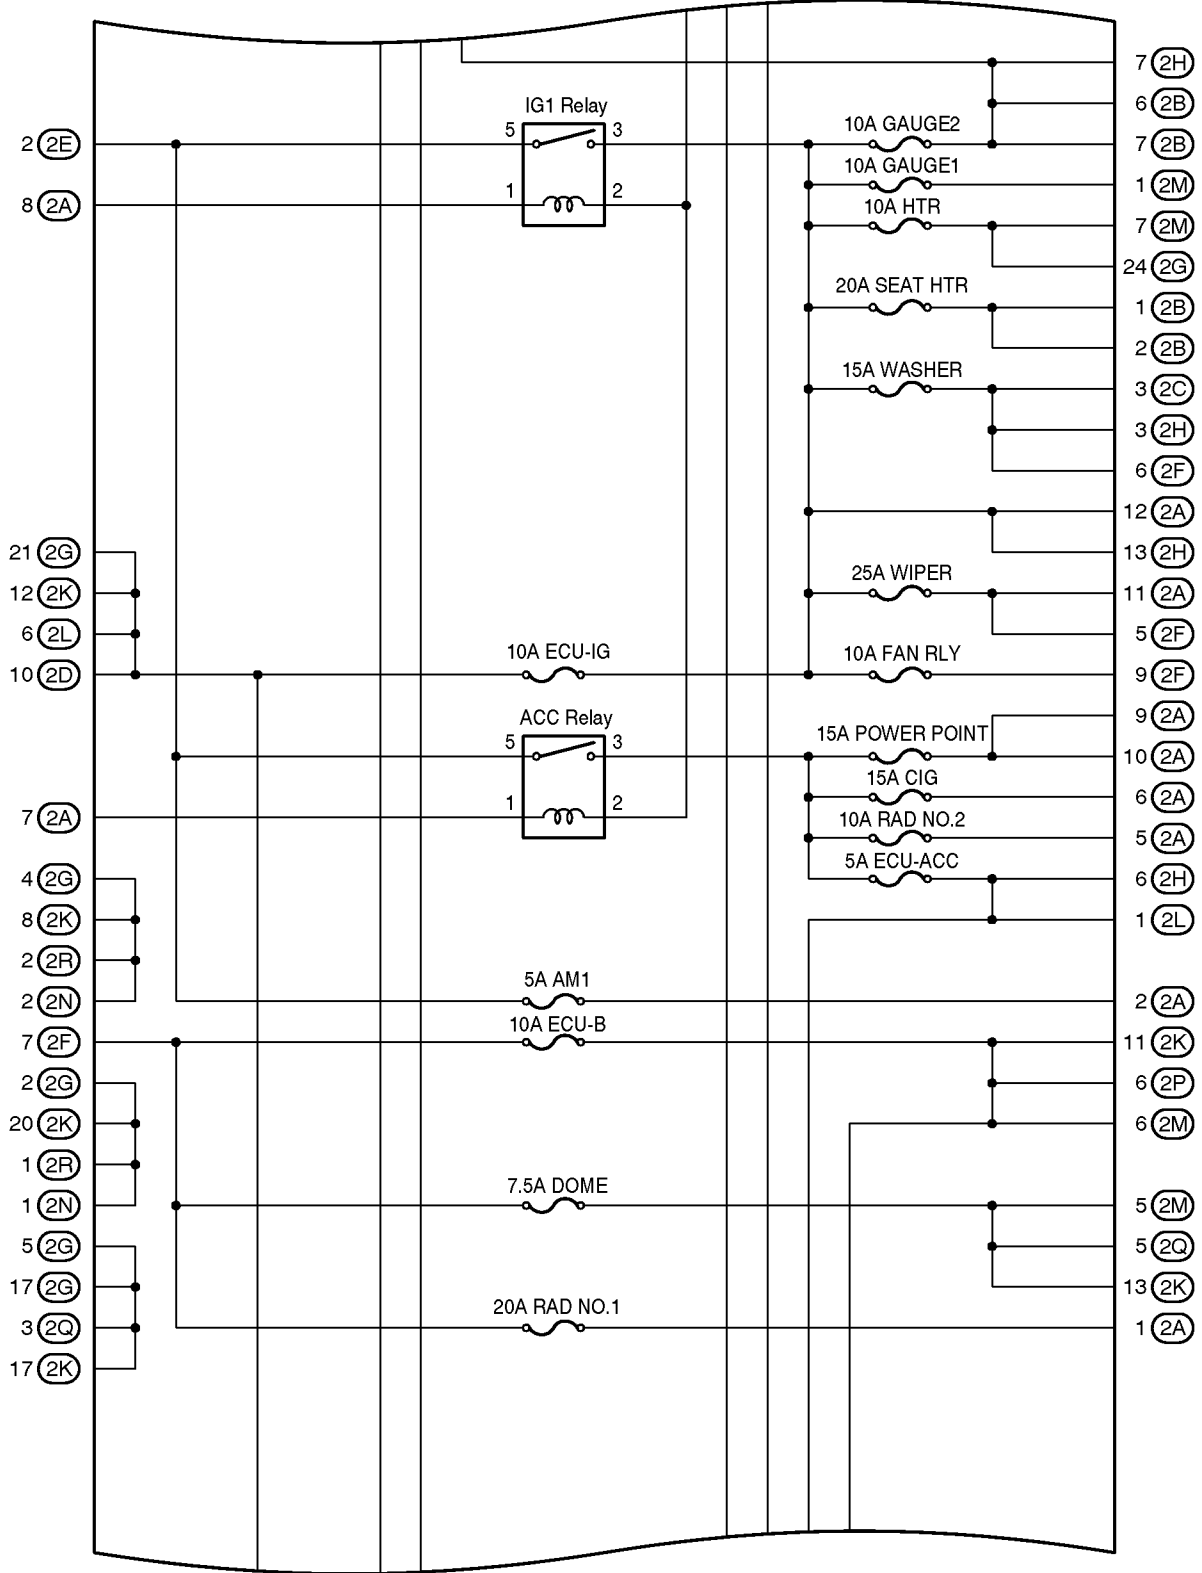 7 2H
IG1 Relay
6 2B
5 3
10A GAUGE2
2 2E
7 2B
10A GAUGE1
1 2
1 2M
8 2A
10A HTR
7 2M
24 2G
20A SEAT HTR
1 2B
2 2B
15A WASHER
3 2C
3 2H
6 2F
12 2A
21 2G
13 2H
25A WIPER
12 2K
11 2A
6 2L
5 2F
10A ECU-IG
10A FAN RLY
10 2D
9 2F
ACC Relay
9 2A
5 3
15A POWER POINT
10 2A
15A CIG
1 2
6 2A
7 2A
10A RAD NO.2
5 2A
5A ECU-ACC
4 2G
6 2H
8 2K
1 2L
2 2R
5A AM1
2 2N
2 2A
10A ECU-B
7 2F
11 2K
2 2G
6 2P
20 2K
6 2M
1 2R
7.5A DOME
1 2N
5 2M
5 2G
5 2Q
17 2G
13 2K
20A RAD NO.1
3 2Q
1 2A
17 2K